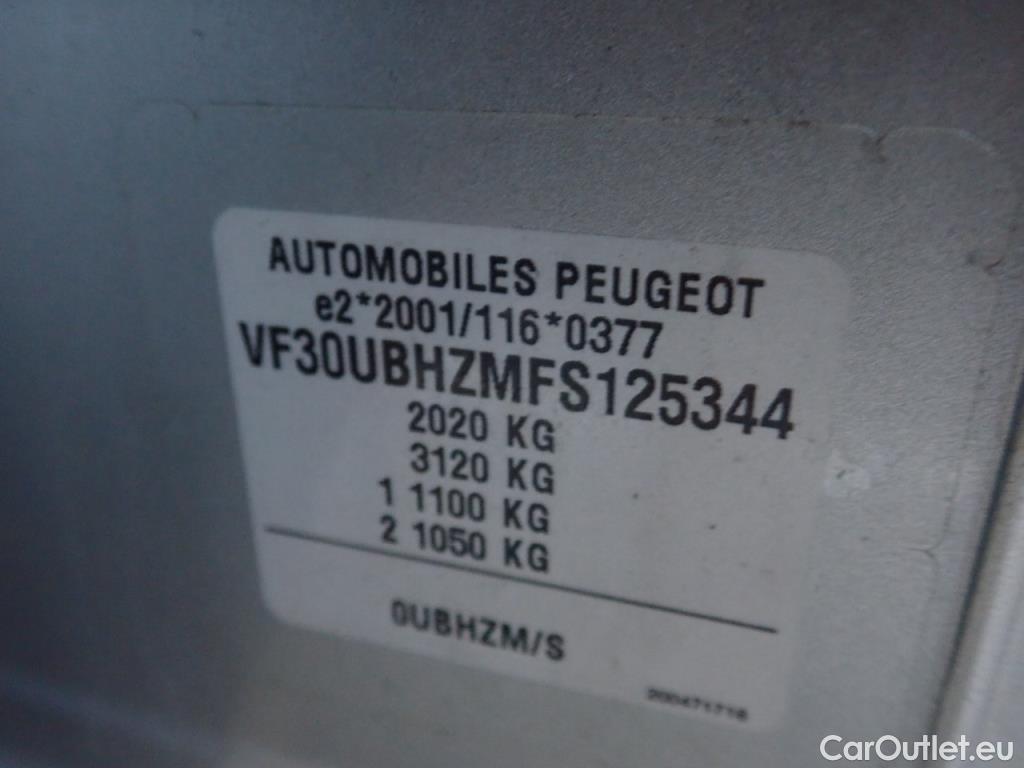 AUTOMOBILES PEUGEOT
e2*2001/116*0377
VF30UBHZMFS125344
2020 KG
3120 KG
1 1100 KG
2 1050 KG
0UBHZM/S
200471716
CarOutlet.eu